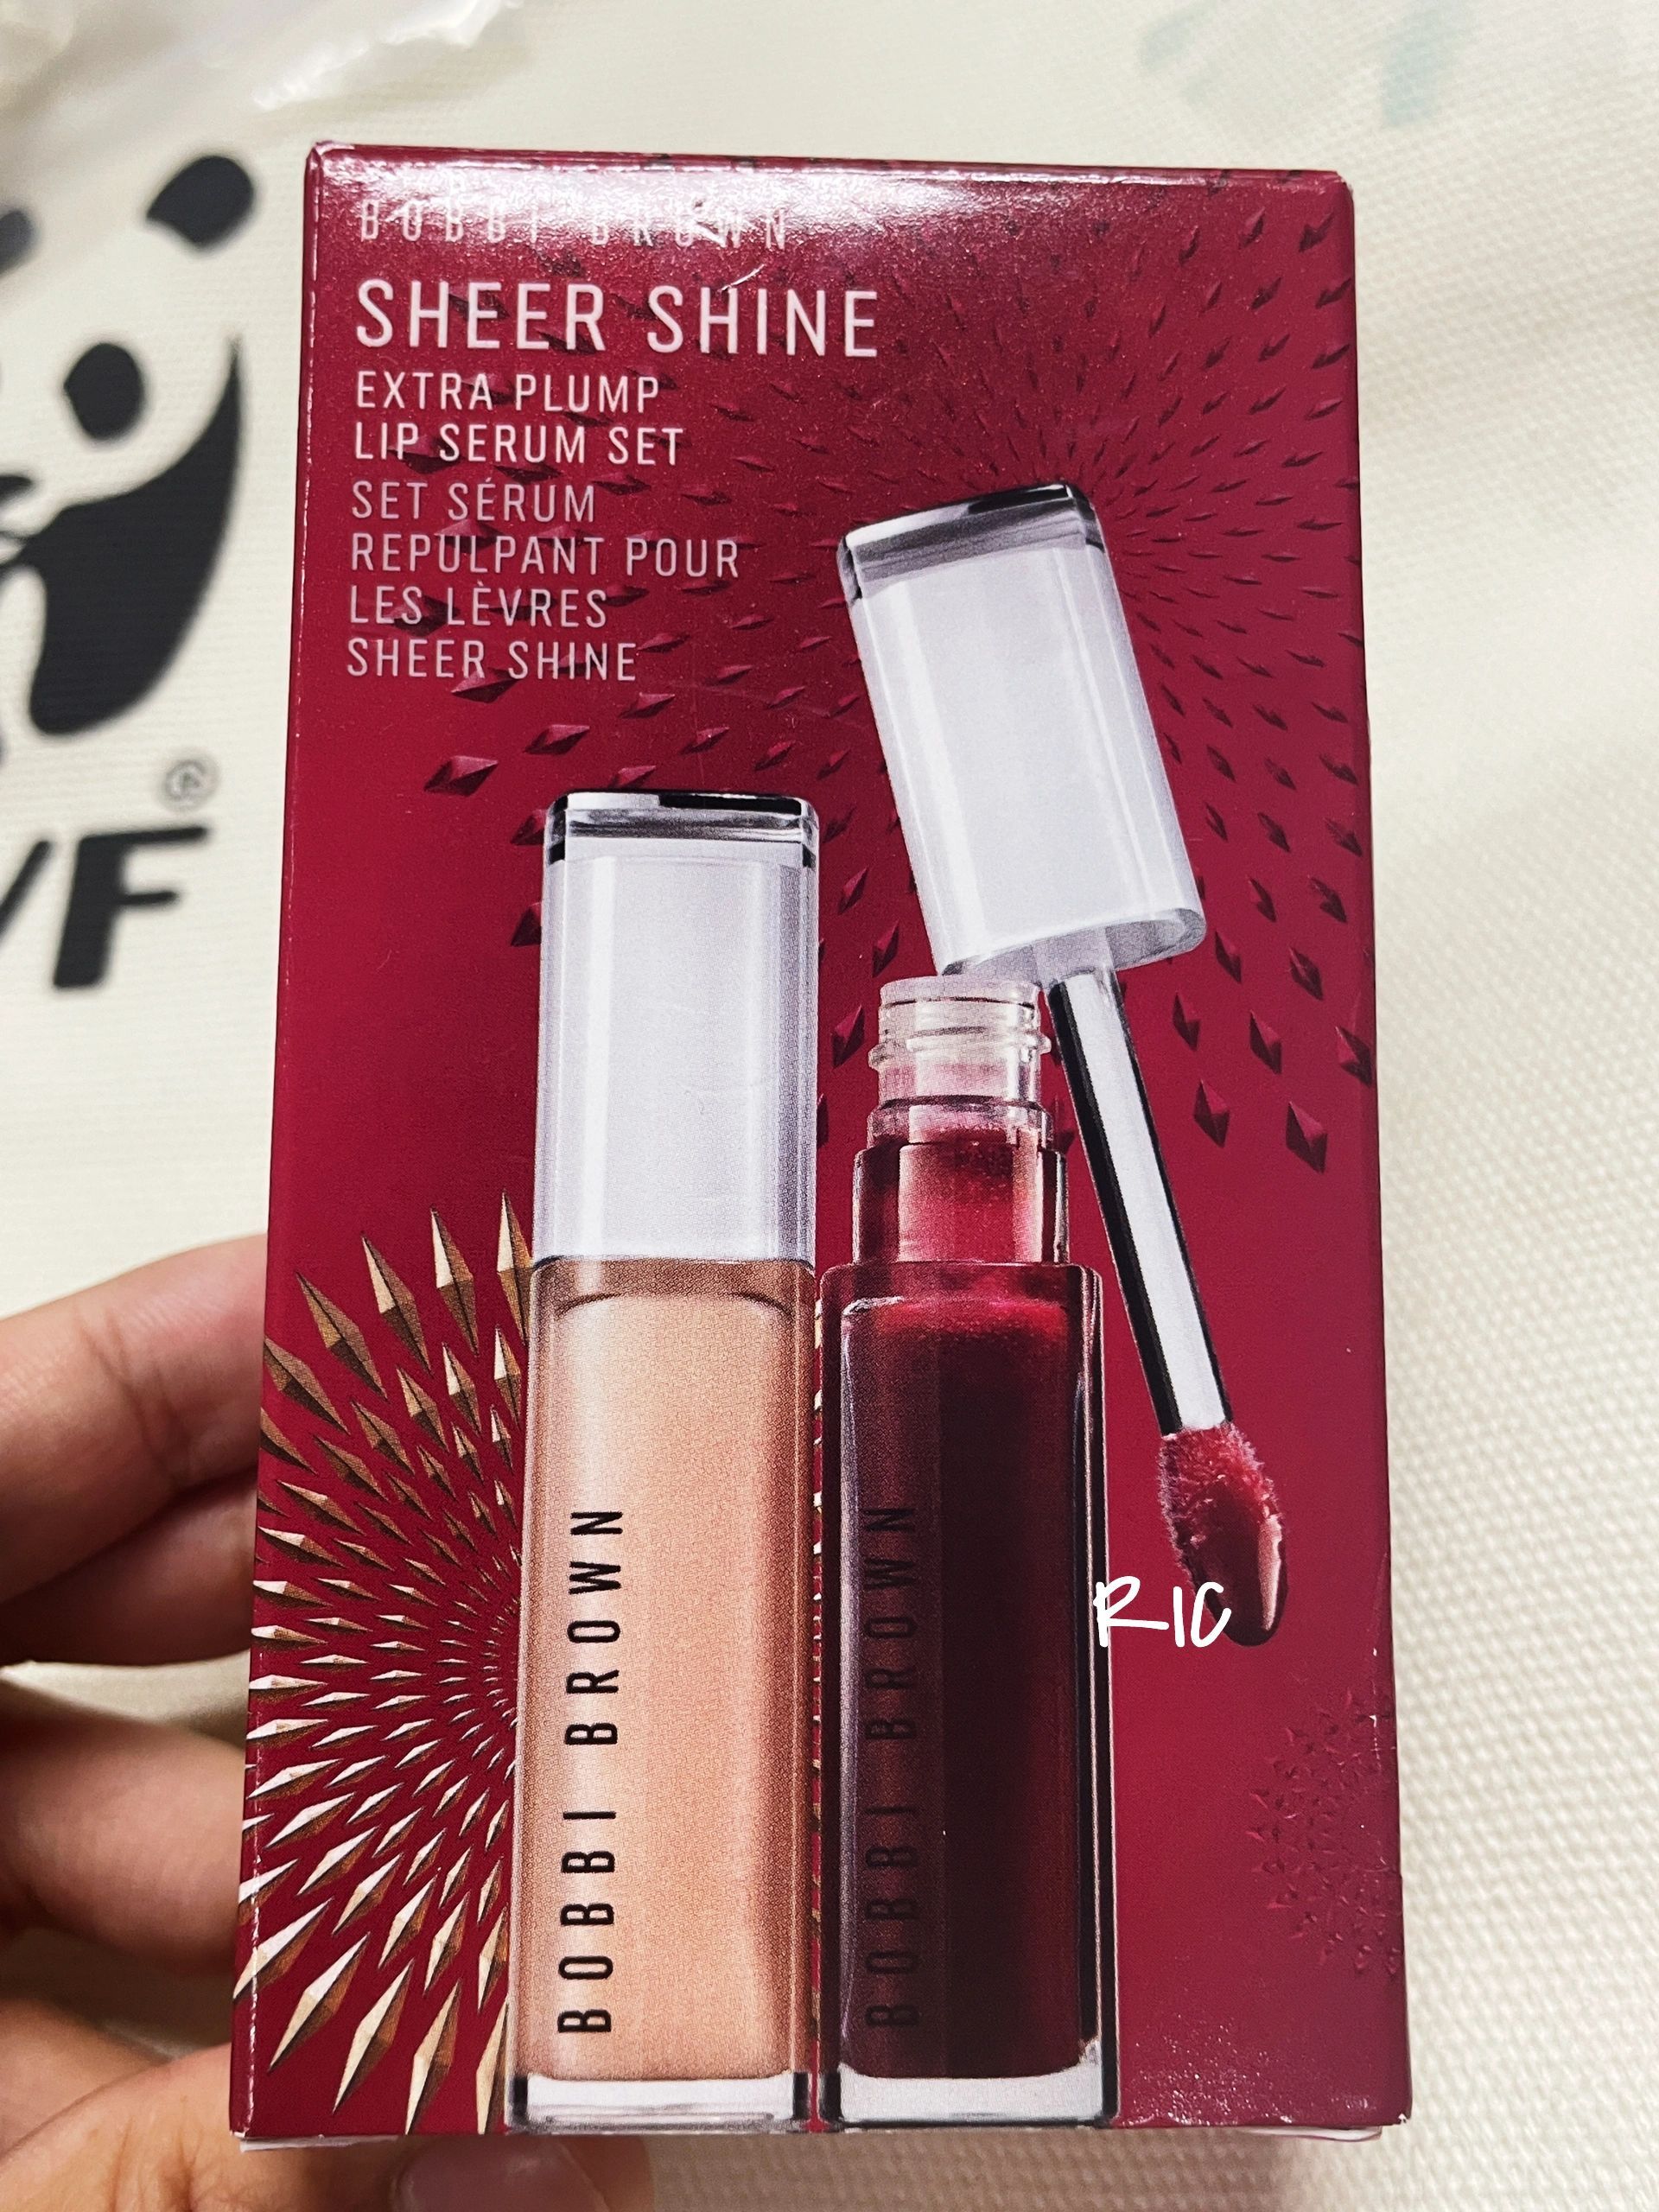 BOBBI BROWN
SHEER SHINE
EXTRA PLUMP
LIP SERUM SET
SET SÉRUM
REPULPANT POUR
LES LÈVRES
SHEER SHINE
®
F
BOBBI BROWN
BOBBI BROWN
RIC